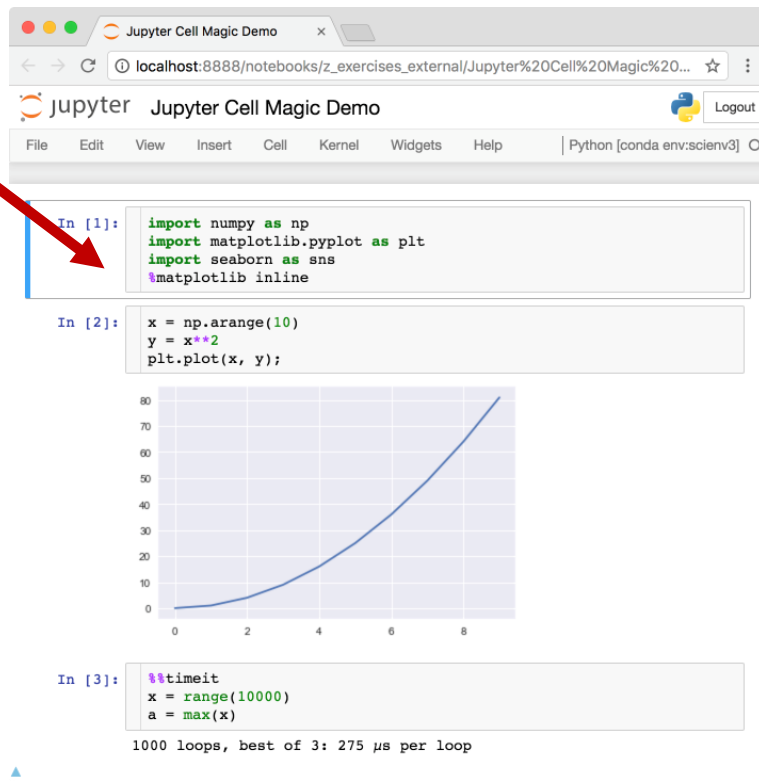 Jupyter Cell Magic Demo ×
localhost:8888/notebooks/z_exercises_external/Jupyter%20Cell%20Magic%20...
jupyter Jupyter Cell Magic Demo Logout
File Edit View Insert Cell Kernel Widgets Help Python [conda env:scienv3]
In [1]: import numpy as np
import matplotlib.pyplot as plt
import seaborn as sns
%matplotlib inline
In [2]: x = np.arange(10)
y = x**2
plt.plot(x, y);
80
70
60
50
40
30
20
10
0
0 2 4 6 8
In [3]: %%timeit
x = range(10000)
a = max(x)
1000 loops, best of 3: 275 µs per loop